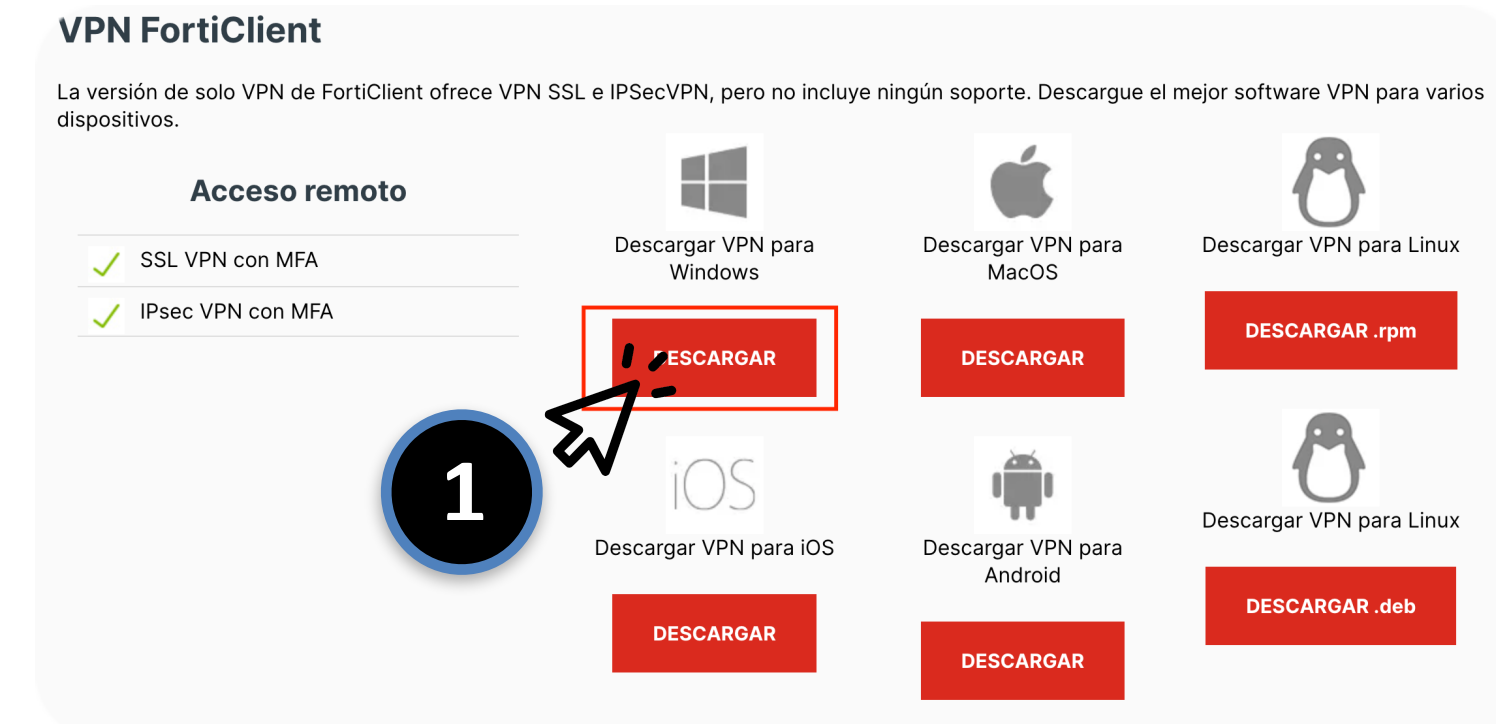 VPN FortiClient
La versión de solo VPN de FortiClient ofrece VPN SSL e IPSecVPN, pero no incluye ningún soporte. Descargue el mejor software VPN para varios
dispositivos.
Acceso remoto
SSL VPN con MFA
IPsec VPN con MFA
Descargar VPN para
Windows
DESCARGAR
Descargar VPN para
MacOS
DESCARGAR
Descargar VPN para Linux
DESCARGAR .rpm
1
iOS
Descargar VPN para iOS
DESCARGAR
Descargar VPN para
Android
DESCARGAR
Descargar VPN para Linux
DESCARGAR .deb